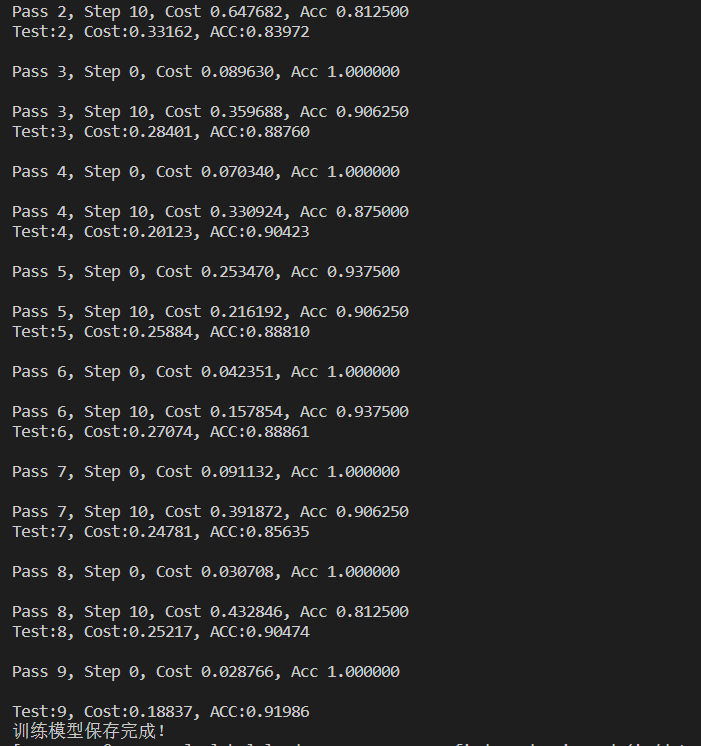 Pass 2, Step 10, Cost 0.647682, Acc 0.812500
Test:2, Cost:0.33162, ACC:0.83972
Pass 3, Step 0, Cost 0.089630, Acc 1.000000
Pass 3, Step 10, Cost 0.359688, Acc 0.906250
Test:3, Cost:0.28401, ACC:0.88760
Pass 4, Step 0, Cost 0.070340, Acc 1.000000
Pass 4, Step 10, Cost 0.330924, Acc 0.875000
Test:4, Cost:0.20123, ACC:0.90423
Pass 5, Step 0, Cost 0.253470, Acc 0.937500
Pass 5, Step 10, Cost 0.216192, Acc 0.906250
Test:5, Cost:0.25884, ACC:0.88810
Pass 6, Step 0, Cost 0.042351, Acc 1.000000
Pass 6, Step 10, Cost 0.157854, Acc 0.937500
Test:6, Cost:0.27074, ACC:0.88861
Pass 7, Step 0, Cost 0.091132, Acc 1.000000
Pass 7, Step 10, Cost 0.391872, Acc 0.906250
Test:7, Cost:0.24781, ACC:0.85635
Pass 8, Step 0, Cost 0.030708, Acc 1.000000
Pass 8, Step 10, Cost 0.432846, Acc 0.812500
Test:8, Cost:0.25217, ACC:0.90474
Pass 9, Step 0, Cost 0.028766, Acc 1.000000
Test:9, Cost:0.18837, ACC:0.91986
训练模型保存完成！